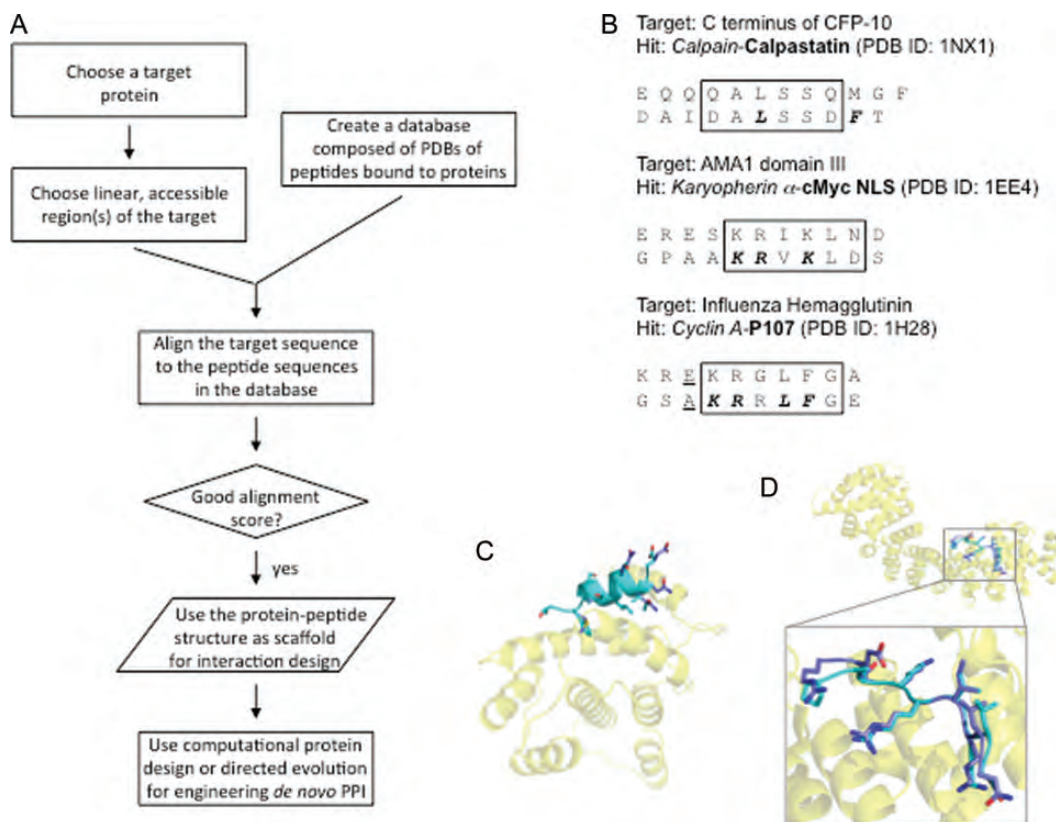 A
Choose a target
protein
Choose linear, accessible
region(s) of the target
Create a database
composed of PDBs of
peptides bound to proteins
Align the target sequence
to the peptide sequences
in the database
Good alignment
score?
yes
Use the protein-peptide
structure as scaffold
for interaction design
Use computational protein
design or directed evolution
for engineering de novo PPI
B
Target: C terminus of CFP-10
Hit: Calpain-Calpastatin (PDB ID: 1NX1)
E Q Q Q A L S S Q M G F
D A I D A L S S D F T
Target: AMA1 domain III
Hit: Karyopherin α-cMyc NLS (PDB ID: 1EE4)
E R E S K R I K L N D
G P A A K R V K L D S
Target: Influenza Hemagglutinin
Hit: Cyclin A-P107 (PDB ID: 1H28)
K R E K R G L F G A
G S A K R R L F G E
C
D